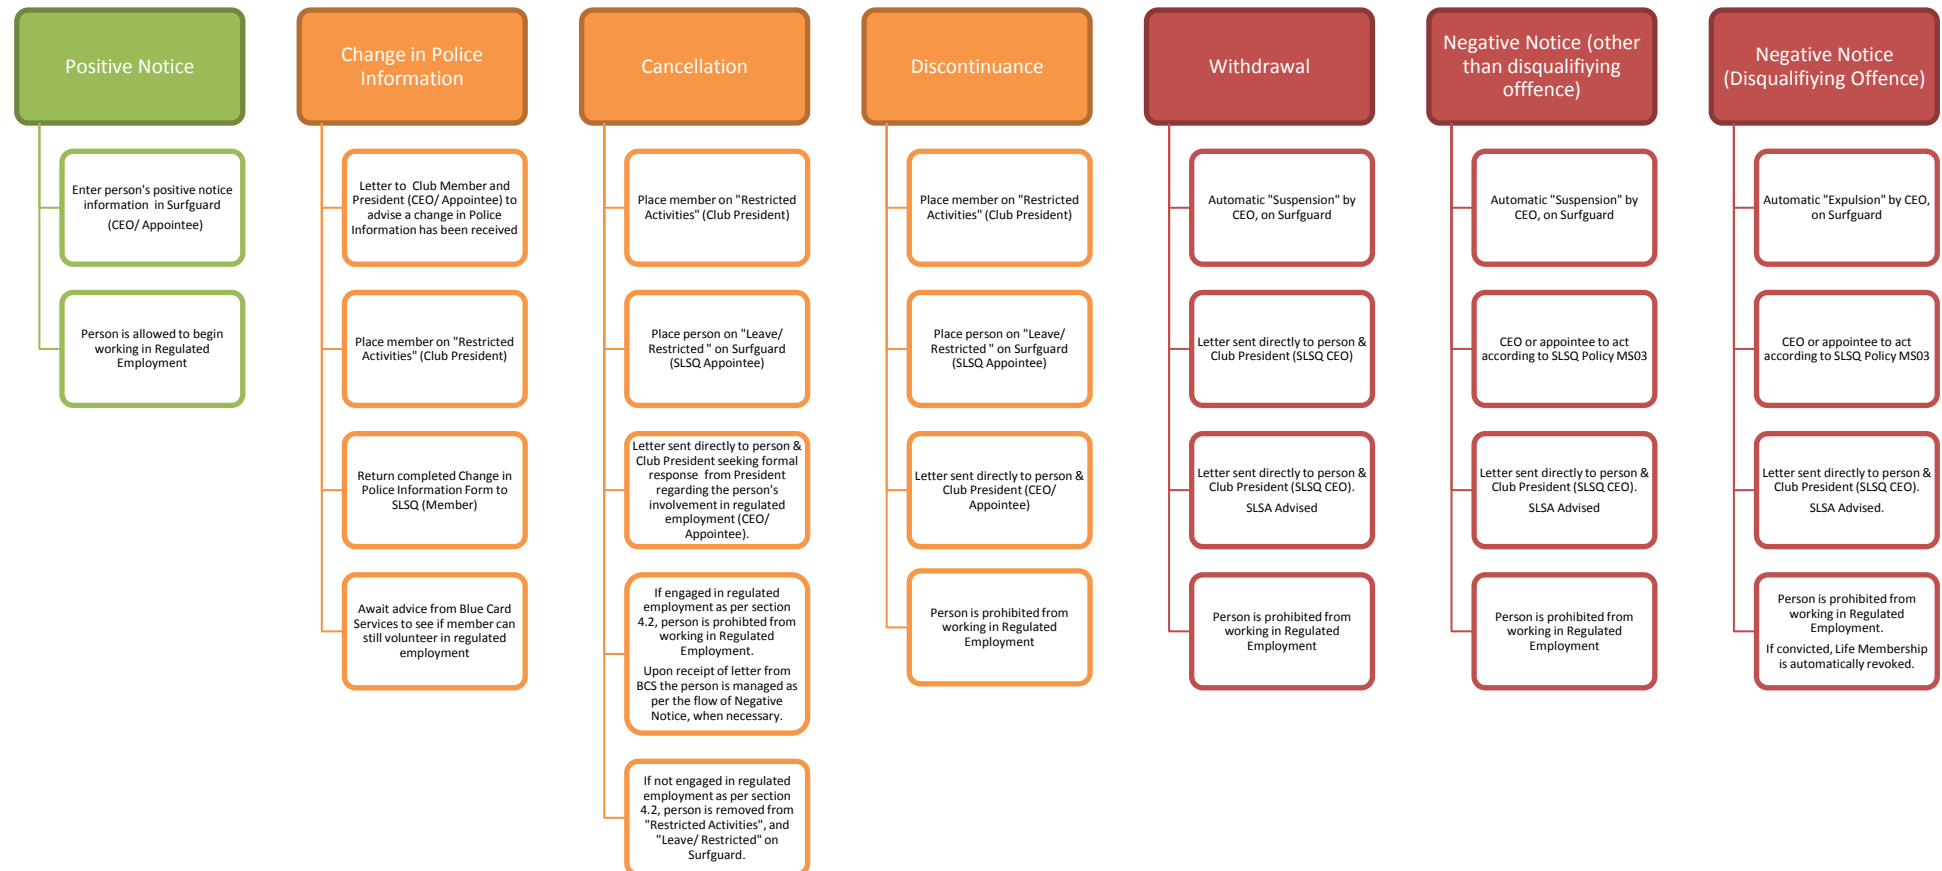 Positive Notice
Enter person's positive notice
information in Surfguard
(CEO/ Appointee)
Person is allowed to begin
working in Regulated
Employment
Change in Police
Information
Letter to Club Member and
President (CEO/ Appointee) to
advise a change in Police
Information has been received
Place member on "Restricted
Activities" (Club President)
Return completed Change in
Police Information Form to
SLSQ (Member)
Await advice from Blue Card
Services to see if member can
still volunteer in regulated
employment
Cancellation
Place member on "Restricted
Activities" (Club President)
Place person on "Leave/
Restricted " on Surfguard
(SLSQ Appointee)
Letter sent directly to person &
Club President seeking formal
response from President
regarding the person's
involvement in regulated
employment (CEO/
Appointee).
If engaged in regulated
employment as per section
4.2, person is prohibted from
working in Regulated
Employment.
Upon receipt of letter from
BCS the person is managed as
per the flow of Negative
Notice, when necessary.
If not engaged in regulated
employment as per section
4.2, person is removed from
"Restricted Activities", and
"Leave/ Restricted" on
Surfguard.
Discontinuance
Place member on "Restricted
Activities" (Club President)
Place person on "Leave/
Restricted " on Surfguard
(SLSQ Appointee)
Letter sent directly to person &
Club President (CEO/
Appointee)
Person is prohibited from
working in Regulated
Employment
Withdrawal
Automatic "Suspension" by
CEO, on Surfguard
Letter sent directly to person &
Club President (SLSQ CEO)
Letter sent directly to person &
Club President (SLSQ CEO).
SLSA Advised
Person is prohibited from
working in Regulated
Employment
Negative Notice (other
than disqualifiying
offfence)
Automatic "Suspension" by
CEO, on Surfguard
CEO or appointee to act
according to SLSQ Policy MS03
Letter sent directly to person &
Club President (SLSQ CEO).
SLSA Advised
Person is prohibited from
working in Regulated
Employment
Negative Notice
(Disqualifiying Offence)
Automatic "Expulsion" by CEO,
on Surfguard
CEO or appointee to act
according to SLSQ Policy MS03
Letter sent directly to person &
Club President (SLSQ CEO).
SLSA Advised.
Person is prohibited from
working in Regulated
Employment.
If convicted, Life Membership
is automatically revoked.